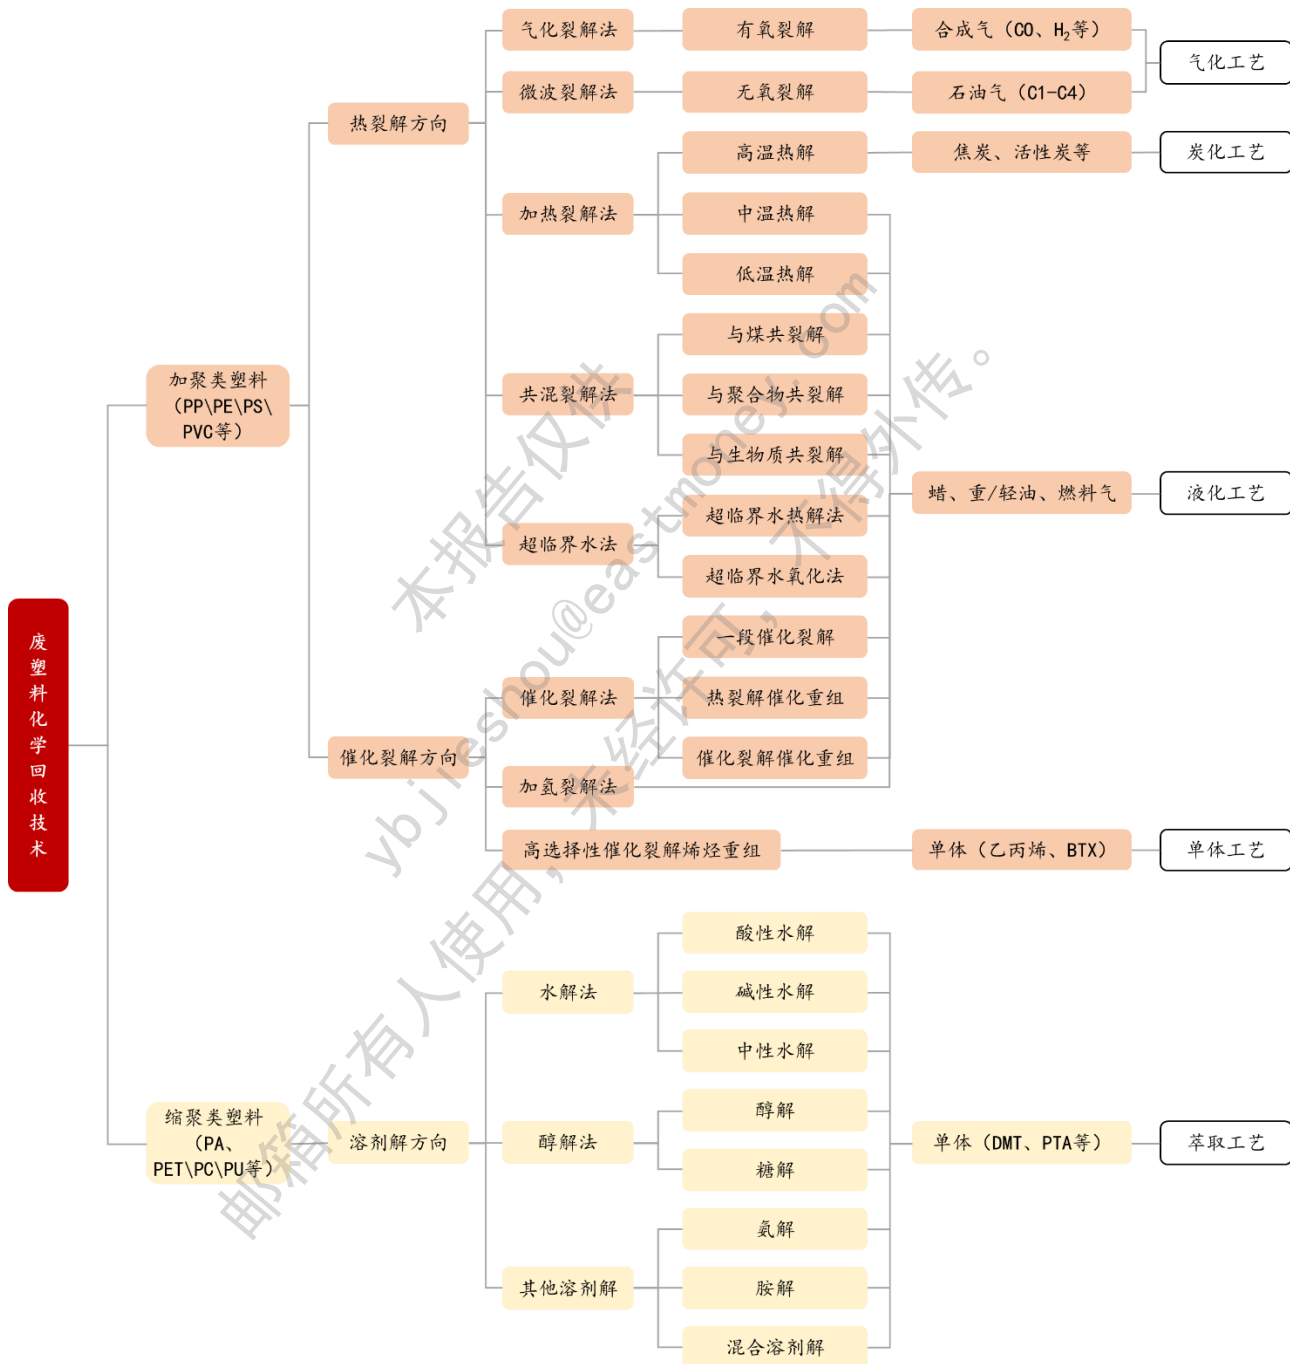 气化裂解法
有氧裂解
合成气（CO、H₂等）
气化工艺
微波裂解法
无氧裂解
石油气（C1-C4）
热裂解方向
高温热解
焦炭、活性炭等
炭化工艺
加热裂解法
中温热解
低温热解
与煤共裂解
加聚类塑料
（PP\PE\PS\
PVC等）
共混裂解法
与聚合物共裂解
与生物质共裂解
蜡、重/轻油、燃料气
液化工艺
超临界水热解法
超临界水法
超临界水氧化法
废
塑
料
化
学
回
收
技
术
一段催化裂解
催化裂解法
热裂解催化重组
催化裂解方向
催化裂解催化重组
加氢裂解法
高选择性催化裂解烯烃重组
单体（乙丙烯、BTX）
单体工艺
酸性水解
水解法
碱性水解
中性水解
缩聚类塑料
（PA、
PET\PC\PU等）
溶剂解方向
醇解
醇解法
糖解
单体（DMT、PTA等）
萃取工艺
氨解
其他溶剂解
胺解
混合溶剂解
本报告仅供
ybjieshou@eastmoney.com
邮箱所有人使用，未经许可，不得外传。